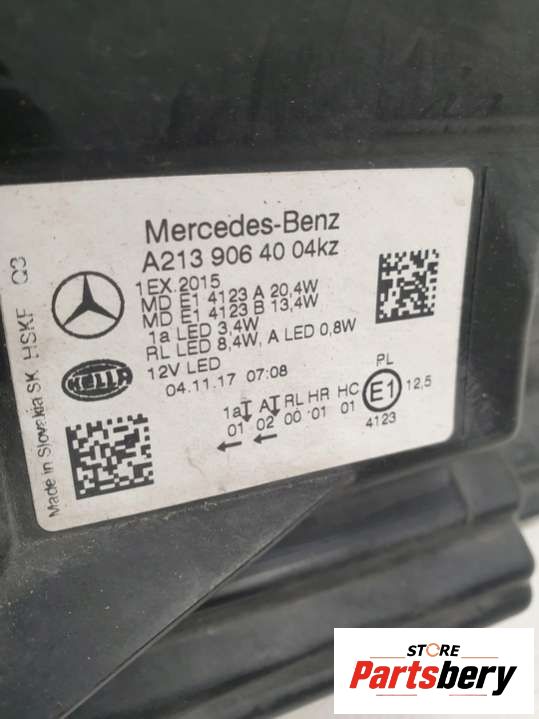 Mercedes-Benz
A213 906 40 04kz
1EX.2015
MD E1 4123 A 20,4W
MD E1 4123 B 13,4W
1a LED 3,4W
RL LED 8,4W, A LED 0,8W
12V LED
04.11.17 07:08
HELLA
Made in Slovakia SK HSKF Q3
1a A RL HR HC
01 02 00 01 01
PL
E1
12,5
4123
STORE
Partsbery